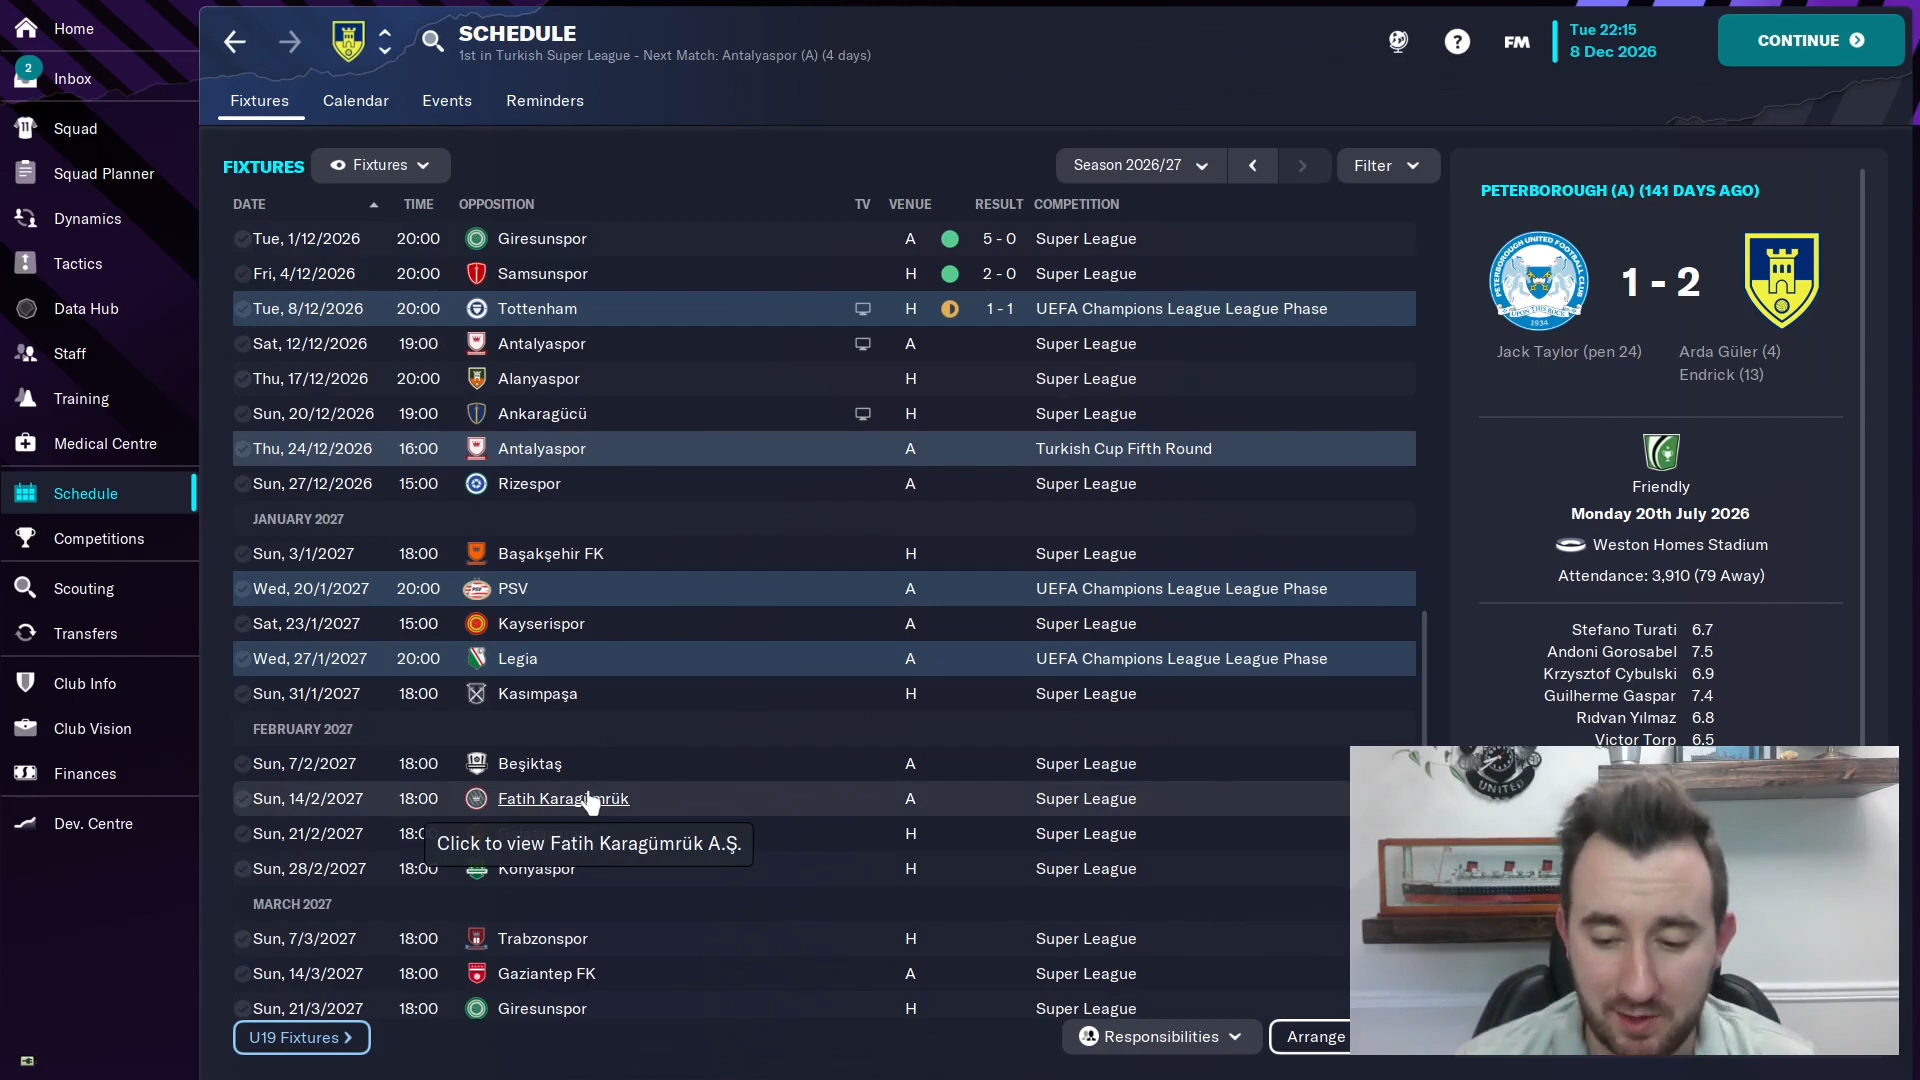 Home
2
Inbox
Squad
Squad Planner
Dynamics
Tactics
Data Hub
Staff
Training
Medical Centre
Schedule
Competitions
Scouting
Transfers
Club Info
Club Vision
Finances
Dev. Centre
SCHEDULE
1st in Turkish Super League - Next Match: Antalyaspor (A) (4 days)
FM
Tue 22:15
8 Dec 2026
CONTINUE
Fixtures Calendar Events Reminders
FIXTURES Fixtures Season 2026/27 Filter
DATE TIME OPPOSITION TV VENUE RESULT COMPETITION
Tue, 1/12/2026 20:00 Giresunspor A 5 - 0 Super League
Fri, 4/12/2026 20:00 Samsunspor H 2 - 0 Super League
Tue, 8/12/2026 20:00 Tottenham H 1 - 1 UEFA Champions League League Phase
Sat, 12/12/2026 19:00 Antalyaspor A Super League
Thu, 17/12/2026 20:00 Alanyaspor H Super League
Sun, 20/12/2026 19:00 Ankaragücü H Super League
Thu, 24/12/2026 16:00 Antalyaspor A Turkish Cup Fifth Round
Sun, 27/12/2026 15:00 Rizespor A Super League
JANUARY 2027
Sun, 3/1/2027 18:00 Başakşehir FK H Super League
Wed, 20/1/2027 20:00 PSV A UEFA Champions League League Phase
Sat, 23/1/2027 15:00 Kayserispor A Super League
Wed, 27/1/2027 20:00 Legia A UEFA Champions League League Phase
Sun, 31/1/2027 18:00 Kasımpaşa H Super League
FEBRUARY 2027
Sun, 7/2/2027 18:00 Beşiktaş A Super League
Sun, 14/2/2027 18:00 Fatih Karagümrük A Super League
Sun, 21/2/2027 H Super League
Click to view Fatih Karagümrük A.Ş.
Sun, 28/2/2027 18:00 Konyaspor H Super League
MARCH 2027
Sun, 7/3/2027 18:00 Trabzonspor H Super League
Sun, 14/3/2027 18:00 Gaziantep FK A Super League
Sun, 21/3/2027 18:00 Giresunspor H Super League
U19 Fixtures Responsibilities Arrange
PETERBOROUGH (A) (141 DAYS AGO)
PETERBOROUGH UNITED FOOTBALL CLUB
UPON THIS ROCK
1934
1 - 2
Jack Taylor (pen 24) Arda Güler (4)
Endrick (13)
Friendly
Monday 20th July 2026
Weston Homes Stadium
Attendance: 3,910 (79 Away)
Stefano Turati 6.7
Andoni Gorosabel 7.5
Krzysztof Cybulski 6.9
Guilherme Gaspar 7.4
Rıdvan Yılmaz 6.8
Victor Torp 6.5
UNITED